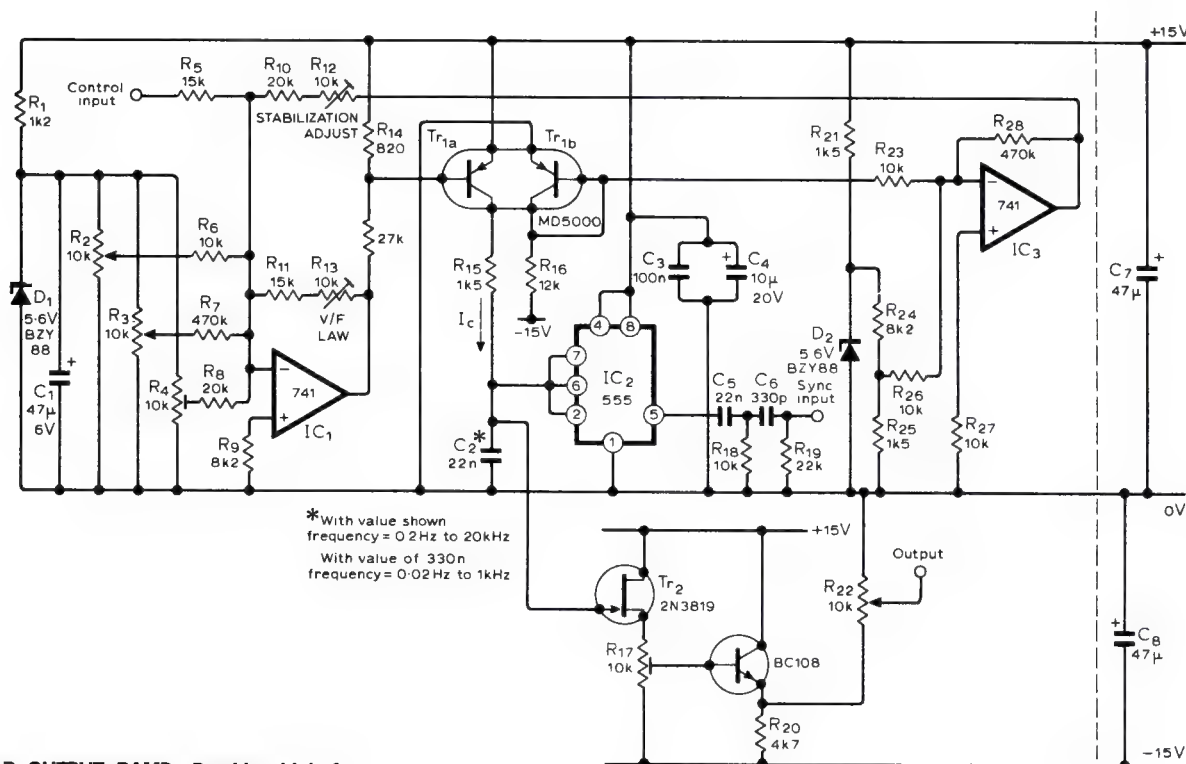 +15V
R5
15k
R10
20k
R12
10k
Control
input
R1
1k2
STABILIZATION
ADJUST
R14
820
Tr1a
Tr1b
R21
1k5
R23
10k
R28
470k
MD5000
741
IC3
R2
10k
R6
10k
27k
R11
15k
R13
10k
V/F
LAW
R15
1k5
R16
12k
-15V
Ic
C3
100n
C4
10μ
20V
C7
47μ
D1
5·6V
BZY
88
R3
10k
R7
470k
R24
8k2
D2
5·6V
BZY88
Sync
input
C1
47μ
6V
R4
10k
R8
20k
741
IC1
4
8
7
6
2
5
1
IC2
555
C5
22n
C6
330p
R26
10k
R25
1k5
R27
10k
R9
8k2
C2
*
22n
R18
10k
R19
22k
0V
*With value shown
frequency = 0·2Hz to 20kHz
With value of 330n
frequency = 0·02Hz to 1kHz
+15V
Output
Tr2
2N3819
R22
10k
R17
10k
BC108
C8
47μ
R20
4k7
-15V